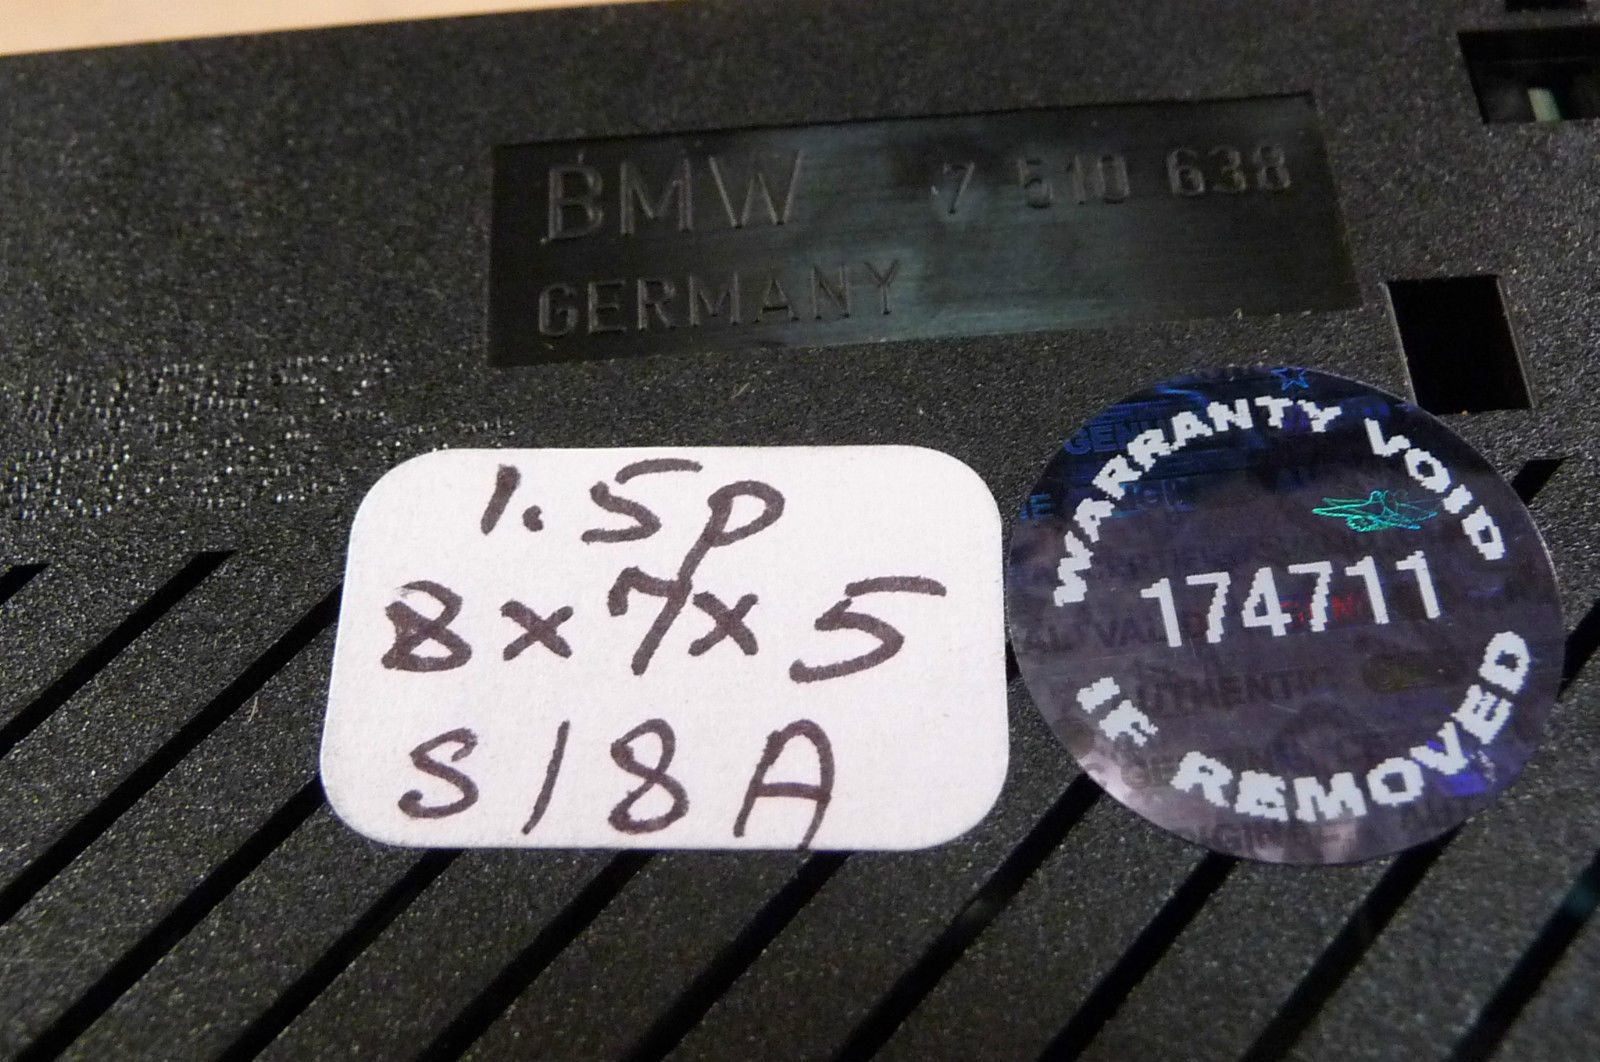 BMW 7 510 638
GERMANY
1.5p
8x7x5
S18A
WARRANTY VOID
174711
IF REMOVED